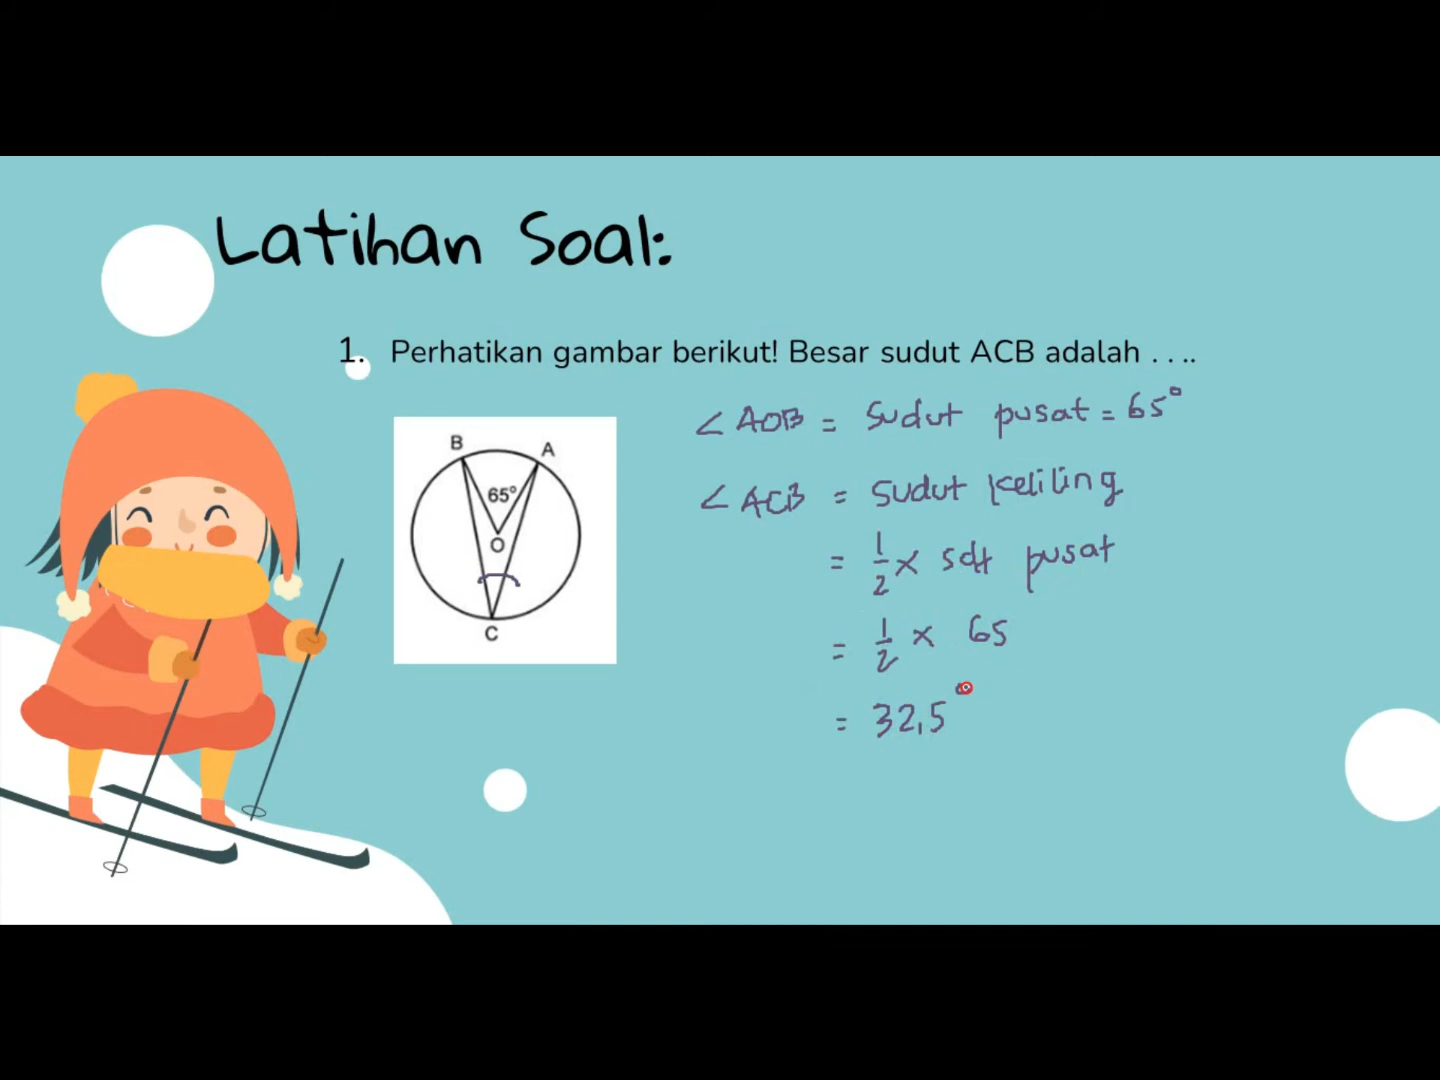 Latihan Soal:
1. Perhatikan gambar berikut! Besar sudut ACB adalah . . ..
∠ AOB = sudut pusat = 65°
B
A
65°
O
C
∠ ACB = sudut keliling
= 1/2 x sdt pusat
= 1/2 x 65
= 32,5°